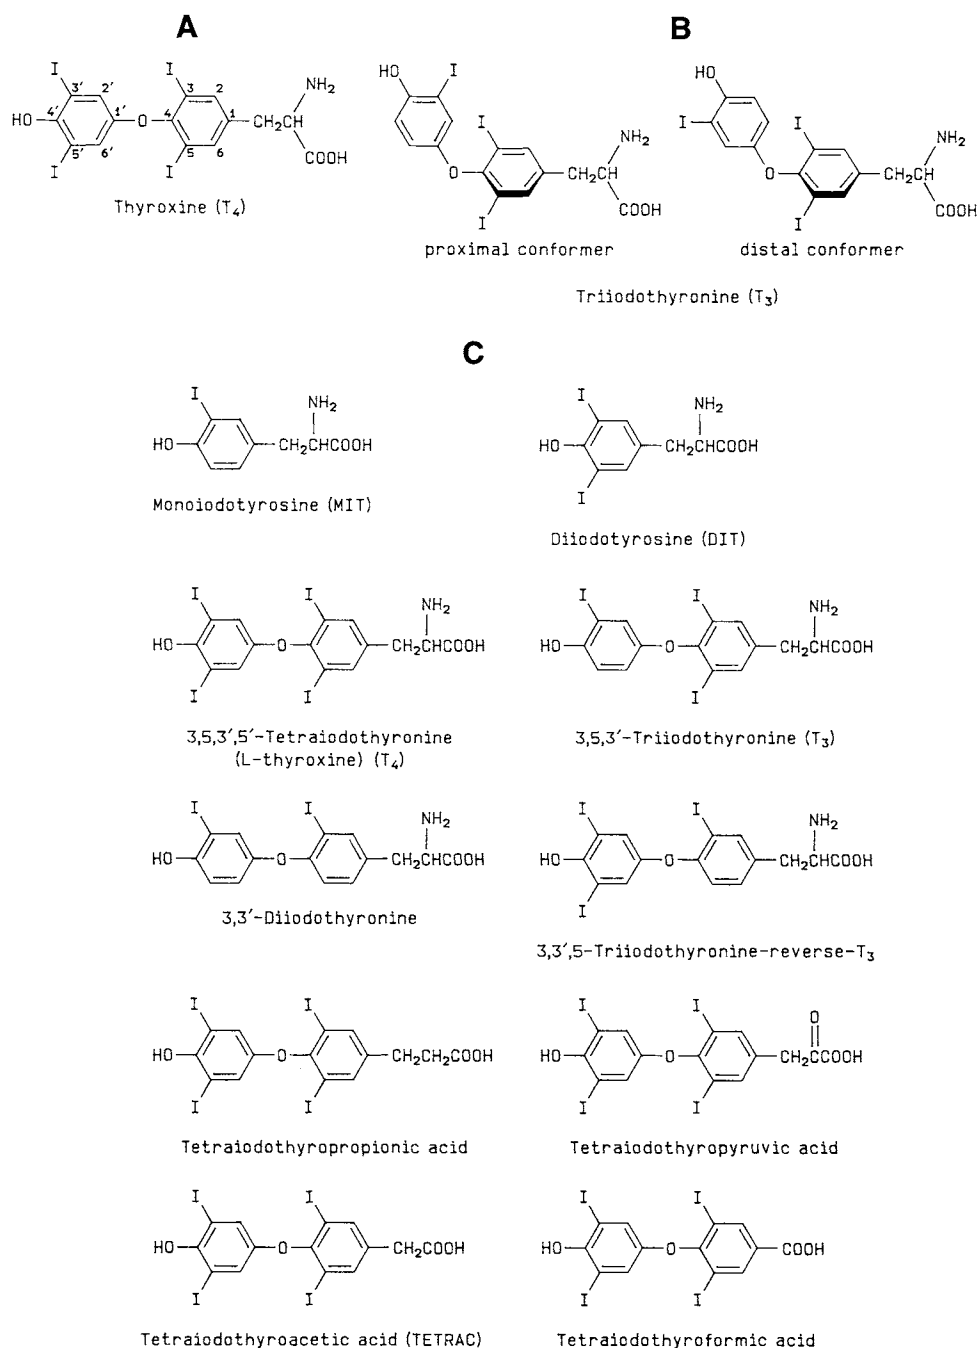 A
B
I
I
NH₂
HO
3'
2'
4'
1'
5'
6'
O
3
2
4
1
5
6
CH₂CH
COOH
I
I
Thyroxine (T₄)
HO
I
I
NH₂
O
CH₂CH
I
COOH
proximal conformer
HO
I
I
NH₂
O
CH₂CH
I
COOH
distal conformer
Triiodothyronine (T₃)
C
I
NH₂
HO
CH₂CHCOOH
Monoiodotyrosine (MIT)
I
NH₂
HO
CH₂CHCOOH
I
Diiodotyrosine (DIT)
I
I
NH₂
HO
O
CH₂CHCOOH
I
I
3,5,3′,5′-Tetraiodothyronine
(L-thyroxine) (T₄)
I
I
NH₂
HO
O
CH₂CHCOOH
I
3,5,3′-Triiodothyronine (T₃)
I
I
NH₂
HO
O
CH₂CHCOOH
3,3′-Diiodothyronine
I
I
NH₂
HO
O
CH₂CHCOOH
I
3,3′,5-Triiodothyronine-reverse-T₃
I
I
HO
O
CH₂CH₂COOH
I
I
Tetraiodothyropropionic acid
I
I
O
HO
O
CH₂CCOOH
I
I
Tetraiodothyropyruvic acid
I
I
HO
O
CH₂COOH
I
I
Tetraiodothyroacetic acid (TETRAC)
I
I
HO
O
COOH
I
I
Tetraiodothyroformic acid